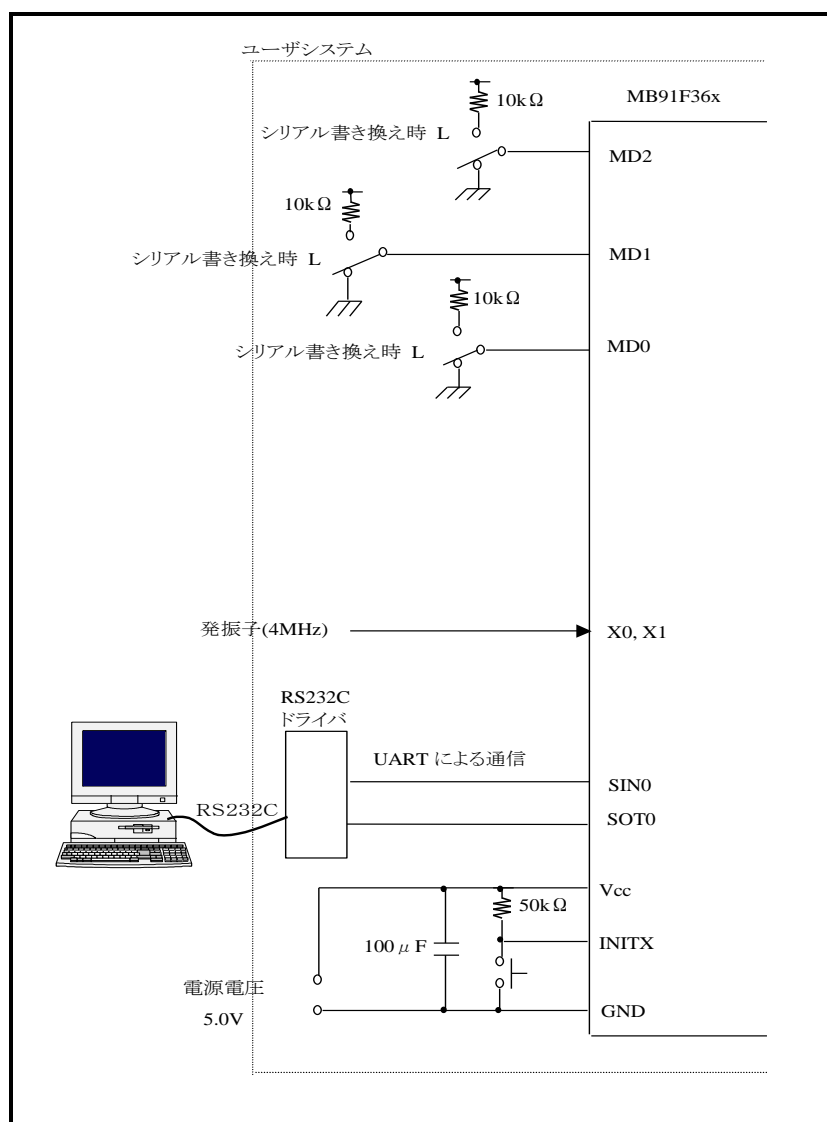 ユーザシステム
10kΩ
MB91F36x
シリアル書き換え時 L
MD2
10kΩ
シリアル書き換え時 L
MD1
10kΩ
シリアル書き換え時 L
MD0
発振子(4MHz)
X0, X1
RS232C
ドライバ
UART による通信
SIN0
RS232C
SOT0
Vcc
50kΩ
100μF
INITX
電源電圧
5.0V
GND